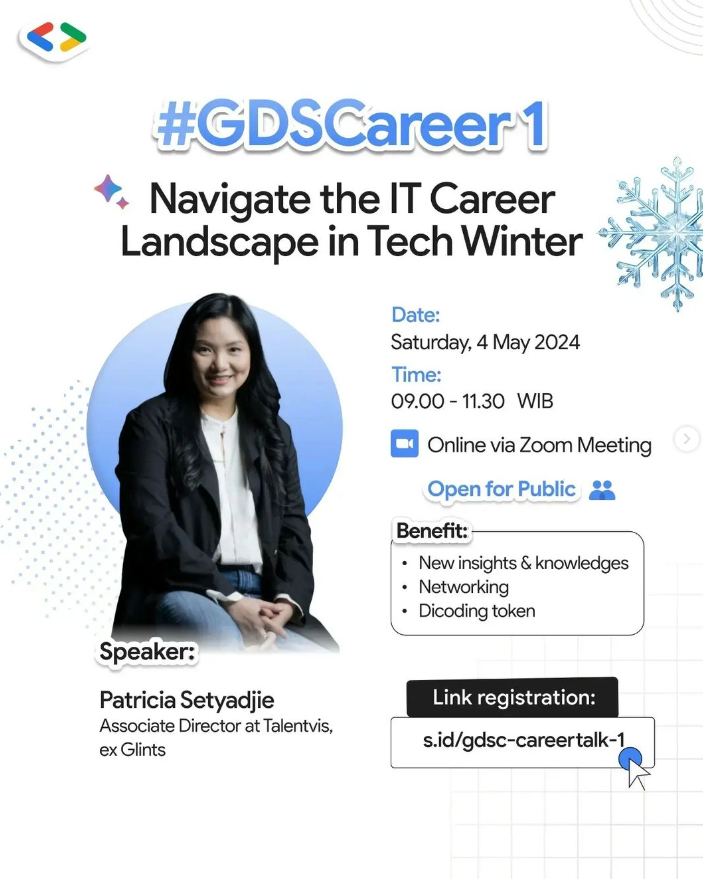 #GDSCareer 1
Navigate the IT Career
Landscape in Tech Winter
Date:
Saturday, 4 May 2024
Time:
09.00 - 11.30 WIB
Online via Zoom Meeting
Open for Public
Benefit:
• New insights & knowledges
• Networking
• Dicoding token
Speaker:
Patricia Setyadjie
Associate Director at Talentvis,
ex Glints
Link registration:
s.id/gdsc-careertalk-1